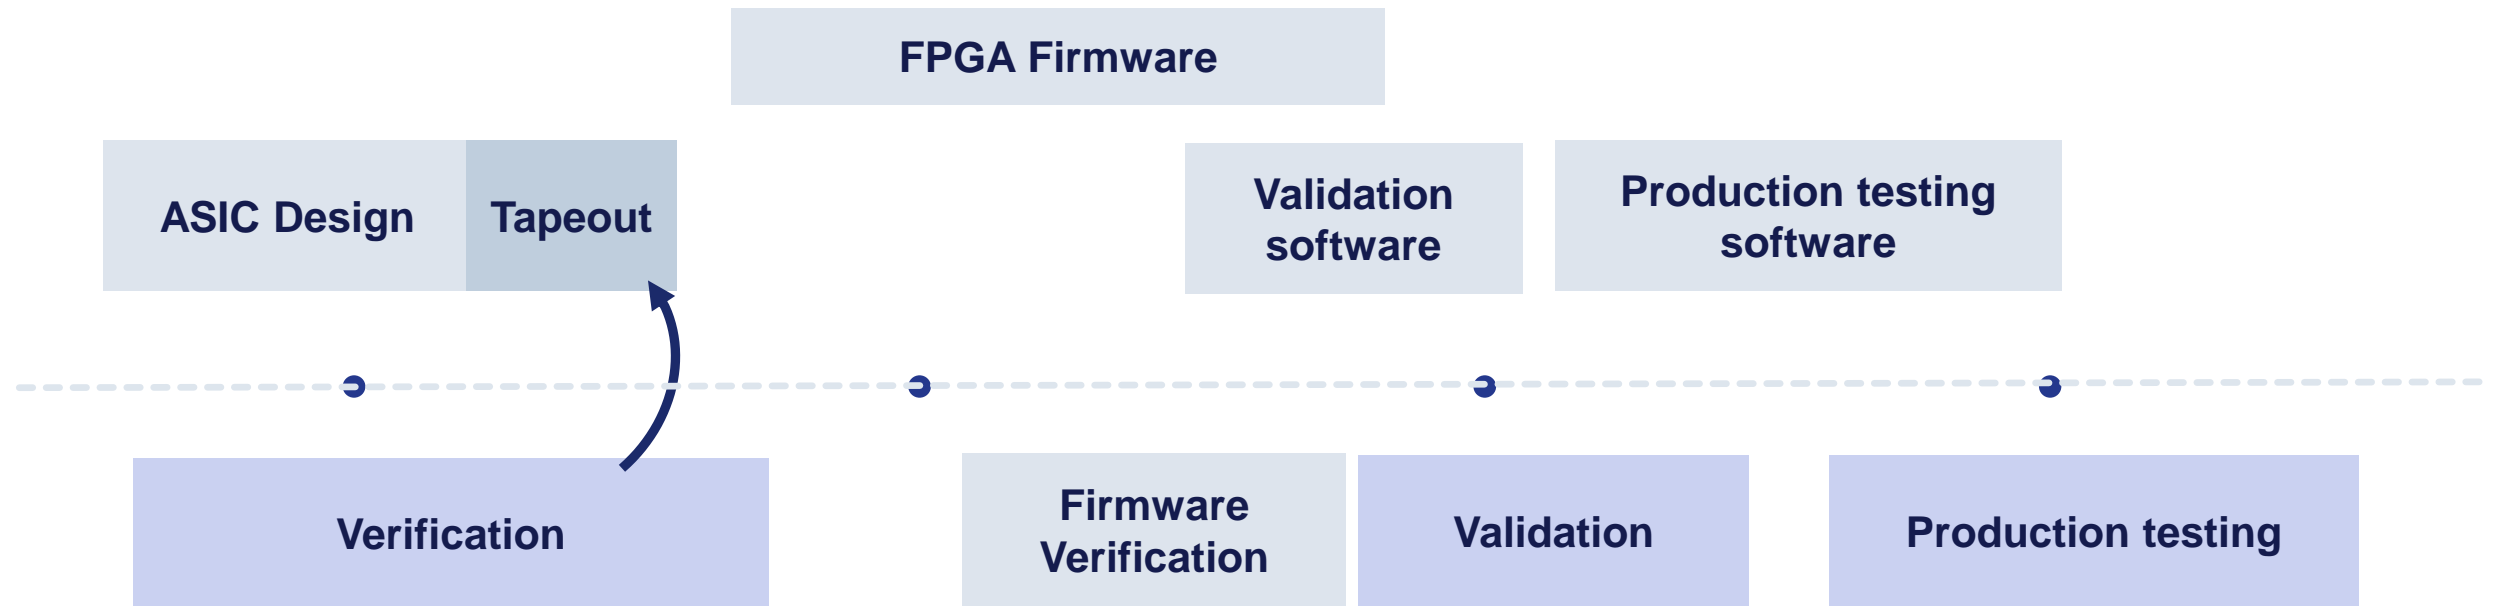 FPGA Firmware
ASIC Design
Tapeout
Validation
software
Production testing
software
Verification
Firmware
Verification
Validation
Production testing